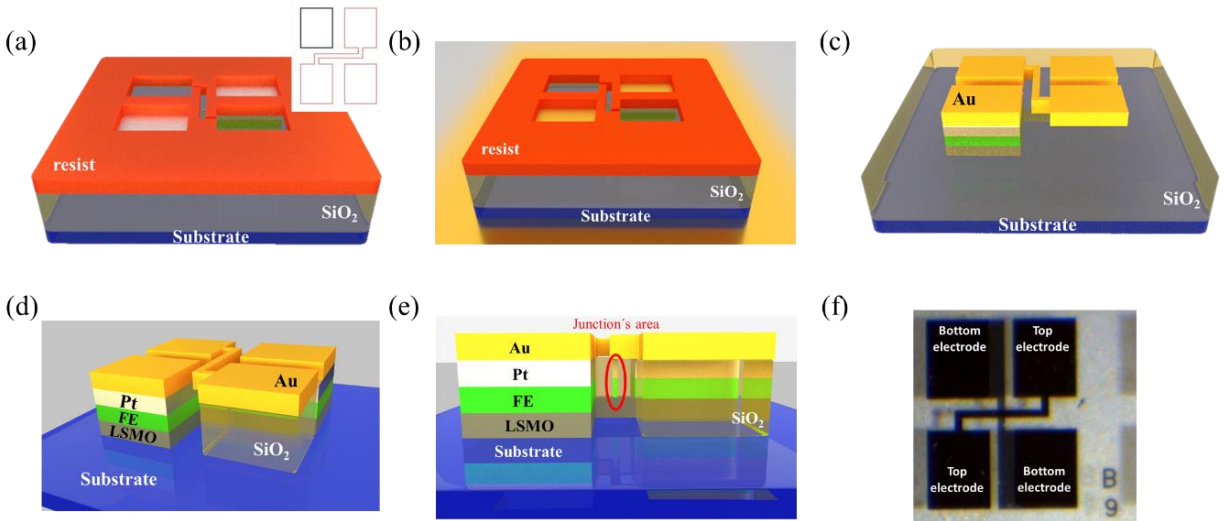 (a)
resist
SiO2
Substrate
(b)
resist
SiO2
Substrate
(c)
Au
SiO2
Substrate
(d)
Au
Pt
FE
LSMO
SiO2
Substrate
(e)
Junction´s area
Au
Pt
FE
LSMO
SiO2
Substrate
(f)
Bottom
electrode
Top
electrode
Top
electrode
Bottom
electrode
B
9